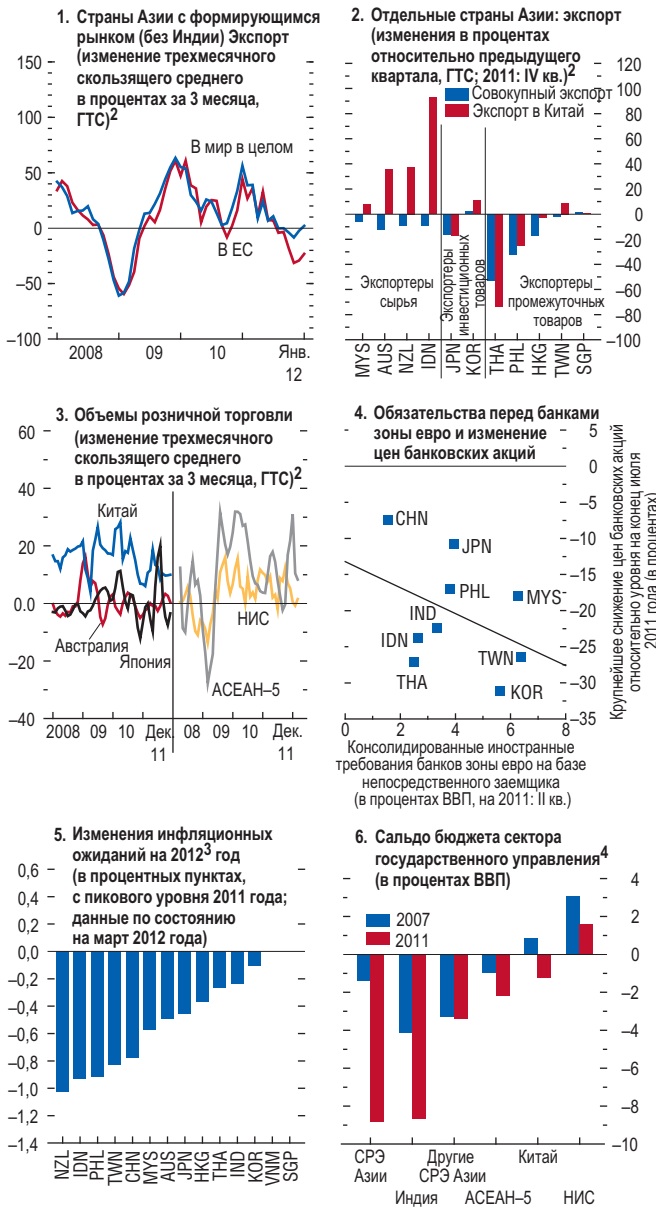 1. Страны Азии с формирующимся
рынком (без Индии) Экспорт
(изменение трехмесячного
скользящего среднего
в процентах за 3 месяца,
ГТС)2
150
100
50
0
–50
–100
В мир в целом
В ЕС
2008
09
10
Янв.
12
2. Отдельные страны Азии: экспорт
(изменения в процентах
относительно предыдущего
квартала, ГТС; 2011: IV кв.)2
Совокупный экспорт
Экспорт в Китай
120
100
80
60
40
20
0
–20
–40
–60
–80
–100
Экспортеры
сырья
Экспортеры
инвестиционных
товаров
Экспортеры
промежуточных
товаров
MYS
AUS
NZL
IDN
JPN
KOR
THA
PHL
HKG
TWN
SGP
3. Объемы розничной торговли
(изменение трехмесячного
скользящего среднего
в процентах за 3 месяца, ГТС)2
60
40
20
0.0
–20
–40
Китай
Австралия
Япония
НИС
АСЕАН–5
2008
09
10
Дек.
11
08
09
10
Дек.
11
4. Обязательства перед банками
зоны евро и изменение
цен банковских акций
5
0
–5
–10
–15
–20
–25
–30
–35
CHN
JPN
PHL
MYS
IND
IDN
TWN
THA
KOR
0
2
4
6
8
Крупнейшее снижение цен банковских акций
относительно уровня на конец июля
2011 года (в процентах)
Консолидированные иностранные
требования банков зоны евро на базе
непосредственного заемщика
(в процентах ВВП, на 2011: II кв.)
5. Изменения инфляционных
ожиданий на 20123 год
(в процентных пунктах,
с пикового уровня 2011 года;
данные по состоянию
на март 2012 года)
0,6
0,4
0,2
0,0
–0,2
–0,4
–0,6
–0,8
–1,0
–1,2
–1,4
NZL
IDN
PHL
TWN
CHN
MYS
AUS
JPN
HKG
THA
IND
KOR
VNM
SGP
6. Сальдо бюджета сектора
государственного управления4
(в процентах ВВП)
2007
2011
4
2
0
–2
–4
–6
–8
–10
СРЭ
Азии
Индия
Другие
СРЭ Азии
АСЕАН–5
Китай
НИС